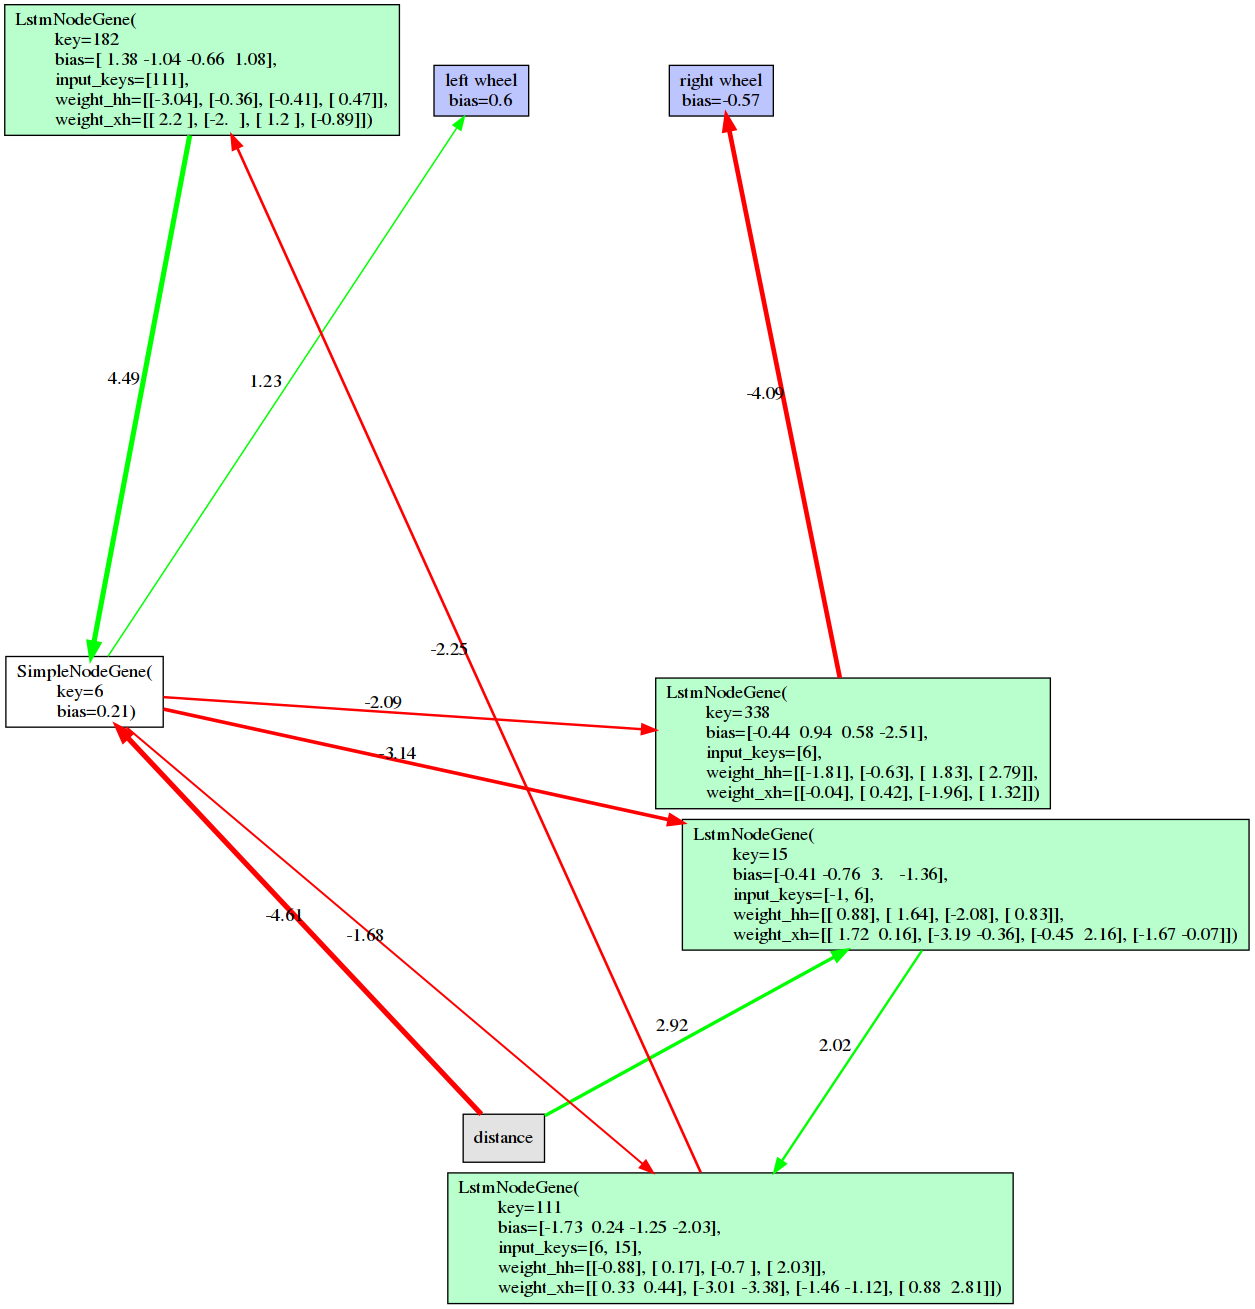 LstmNodeGene(
key=182
bias=[ 1.38 -1.04 -0.66  1.08],
input_keys=[111],
weight_hh=[[-3.04], [-0.36], [-0.41], [ 0.47]],
weight_xh=[[ 2.2 ], [-2.  ], [ 1.2 ], [-0.89]])
left wheel
bias=0.6
right wheel
bias=-0.57
4.49
1.23
-4.09
-2.25
SimpleNodeGene(
key=6
bias=0.21)
-2.09
-3.14
LstmNodeGene(
key=338
bias=[-0.44  0.94  0.58 -2.51],
input_keys=[6],
weight_hh=[[-1.81], [-0.63], [ 1.83], [ 2.79]],
weight_xh=[[-0.04], [ 0.42], [-1.96], [ 1.32]])
LstmNodeGene(
key=15
bias=[-0.41 -0.76  3.   -1.36],
input_keys=[-1, 6],
weight_hh=[[ 0.88], [ 1.64], [-2.08], [ 0.83]],
weight_xh=[[ 1.72  0.16], [-3.19 -0.36], [-0.45  2.16], [-1.67 -0.07]])
-4.61
-1.68
2.92
2.02
distance
LstmNodeGene(
key=111
bias=[-1.73  0.24 -1.25 -2.03],
input_keys=[6, 15],
weight_hh=[[-0.88], [ 0.17], [-0.7 ], [ 2.03]],
weight_xh=[[ 0.33  0.44], [-3.01 -3.38], [-1.46 -1.12], [ 0.88  2.81]])